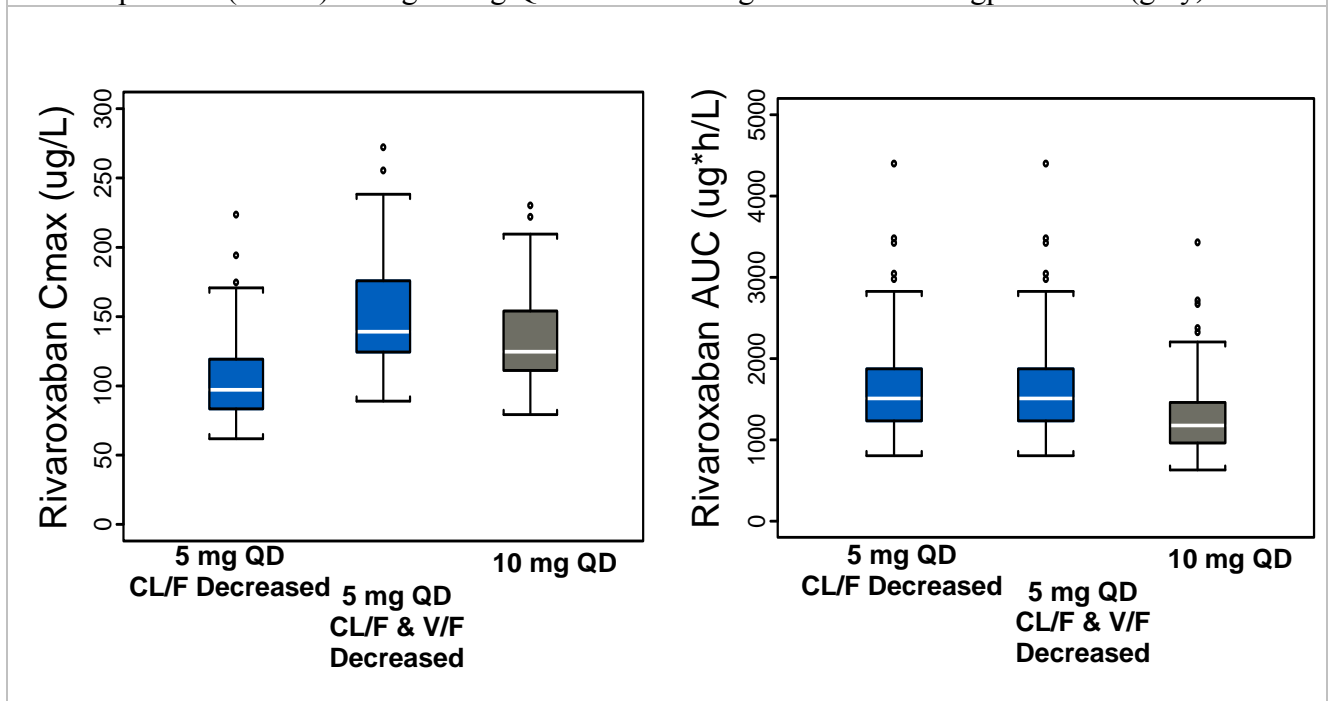 Rivaroxaban Cmax (ug/L)
300
250
200
150
100
50
0
5 mg QD
CL/F Decreased
5 mg QD
CL/F & V/F
Decreased
10 mg QD
Rivaroxaban AUC (ug*h/L)
5000
4000
3000
2000
1000
0
5 mg QD
CL/F Decreased
5 mg QD
CL/F & V/F
Decreased
10 mg QD